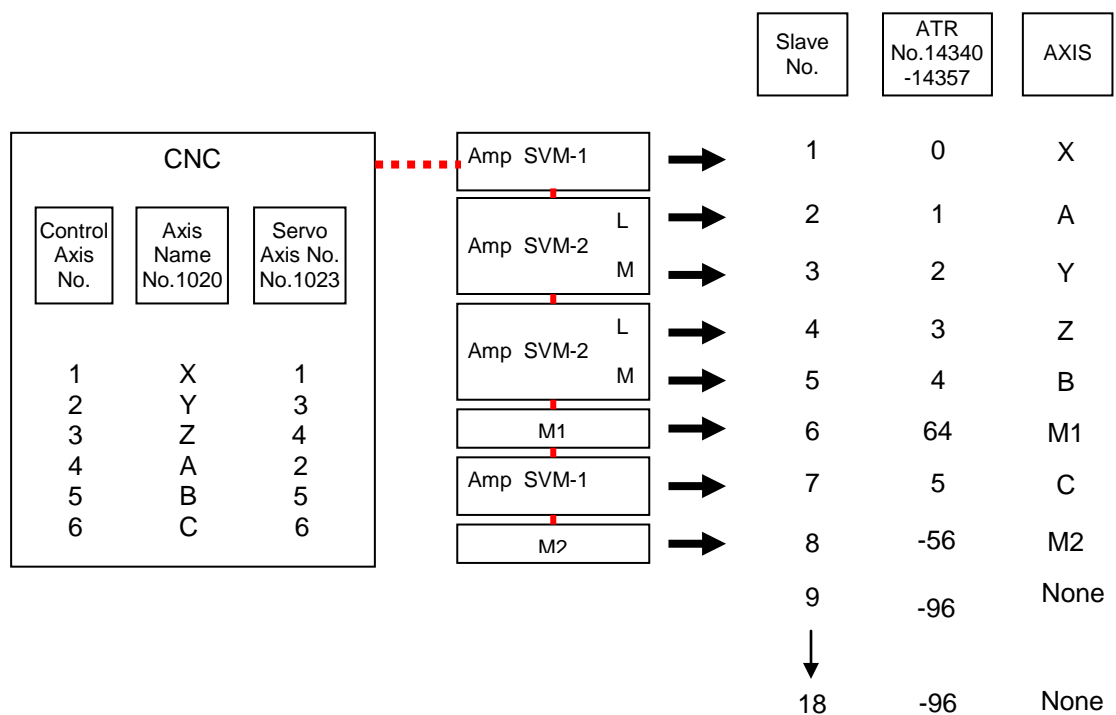 Slave
No.
ATR
No.14340
-14357
AXIS
CNC
Control
Axis
No.
Axis
Name
No.1020
Servo
Axis No.
No.1023
1 X 1
2 Y 3
3 Z 4
4 A 2
5 B 5
6 C 6
Amp SVM-1
Amp SVM-2
L
M
Amp SVM-2
L
M
M1
Amp SVM-1
M2
1 0 X
2 1 A
3 2 Y
4 3 Z
5 4 B
6 64 M1
7 5 C
8 -56 M2
9 -96 None
18 -96 None